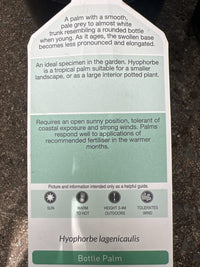 A palm with a smooth,
pale grey to almost white
trunk resembling a rounded bottle
when young. As it ages, the swollen base
becomes less pronounced and elongated.
An ideal specimen in the garden. Hyophorbe
is a tropical palm suitable for a smaller
landscape, or as a large interior potted plant.
Requires an open sunny position, tolerant of
coastal exposure and strong winds. Palms
respond well to applications of
recommended fertiliser in the warmer
months.
Picture and information intended only as a helpful guide.
SUN
WARM
TO HOT
HEIGHT 3-4M
OUTDOORS
TOLERATES
WIND
Hyophorbe lagenicaulis
Bottle Palm